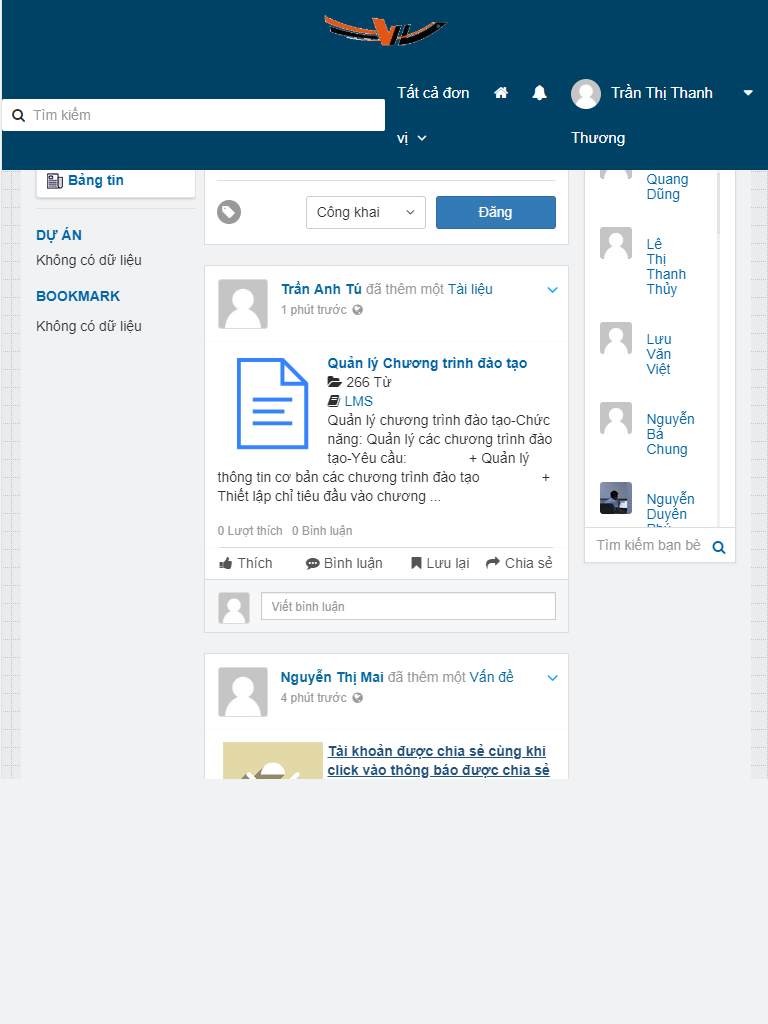 Tìm kiếm
Tất cả đơn
vị
Trần Thị Thanh
Thương
Bảng tin
DỰ ÁN
Không có dữ liệu
BOOKMARK
Không có dữ liệu
Công khai
Đăng
Trần Anh Tú đã thêm một Tài liệu
1 phút trước
Quản lý Chương trình đào tạo
266 Từ
LMS
Quản lý chương trình đào tạo-Chức
năng: Quản lý các chương trình đào
tạo-Yêu cầu: + Quản lý
thông tin cơ bản các chương trình đào tạo +
Thiết lập chỉ tiêu đầu vào chương ...
0 Lượt thích 0 Bình luận
Thích Bình luận Lưu lại Chia sẻ
Viết bình luận
Nguyễn Thị Mai đã thêm một Vấn đề
4 phút trước
Tài khoản được chia sẻ cùng khi
click vào thông báo được chia sẻ
Quang
Dũng
Lê
Thị
Thanh
Thủy
Lưu
Văn
Việt
Nguyễn
Bá
Chung
Nguyễn
Duyên
Phú
Tìm kiếm bạn bè